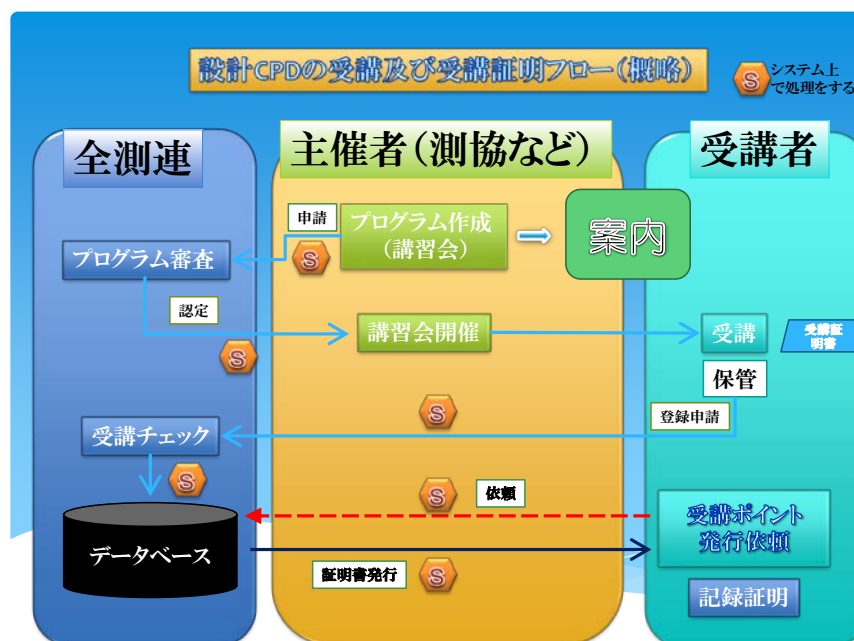 設計CPDの受講及び受講証明フロー(概略)
S
システム上
で処理をする
全測連
主催者(測協など)
受講者
申請
プログラム作成
(講習会)
案内
S
プログラム審査
認定
講習会開催
受講
受講証
明書
S
保管
S
登録申請
受講チェック
S
S
依頼
受講ポイント
発行依頼
データベース
証明書発行
S
記録証明